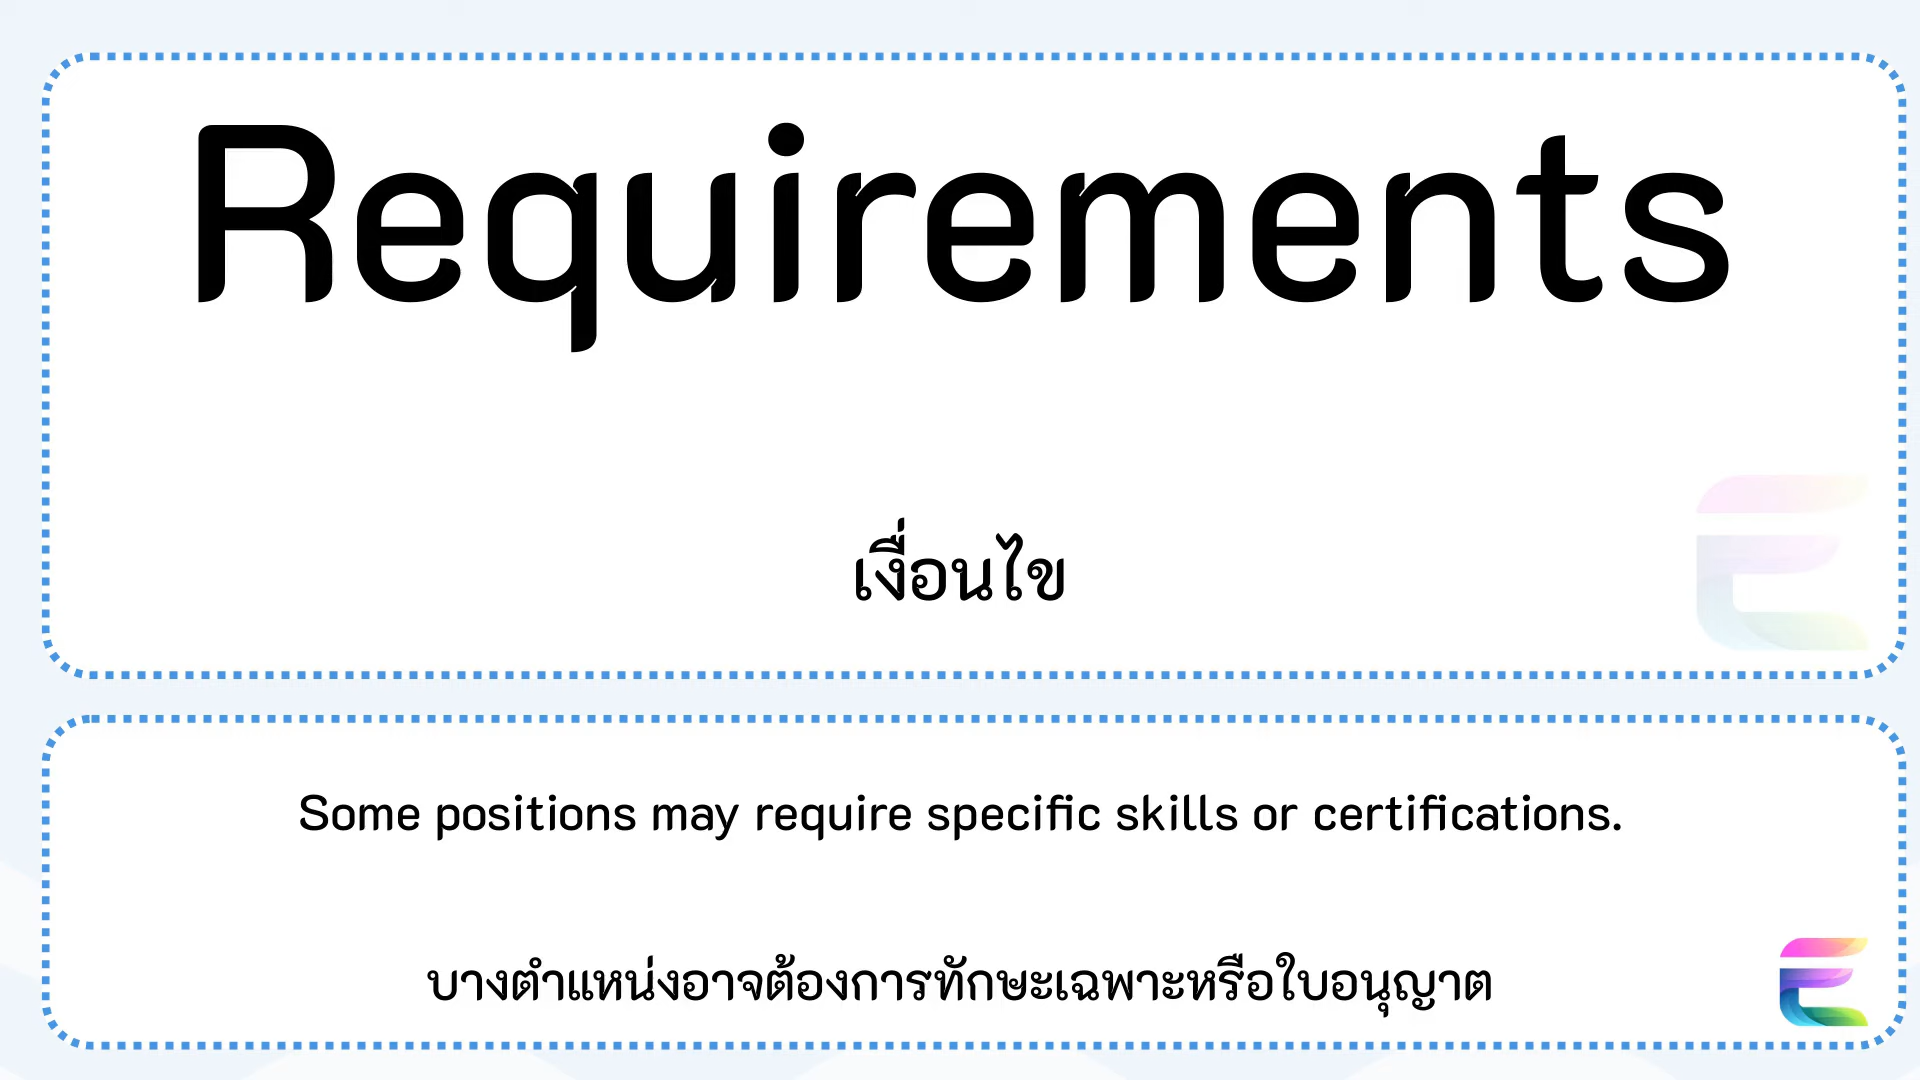 Requirements
เงื่อนไข
Some positions may require specific skills or certifications.
บางตำแหน่งอาจต้องการทักษะเฉพาะหรือใบอนุญาต